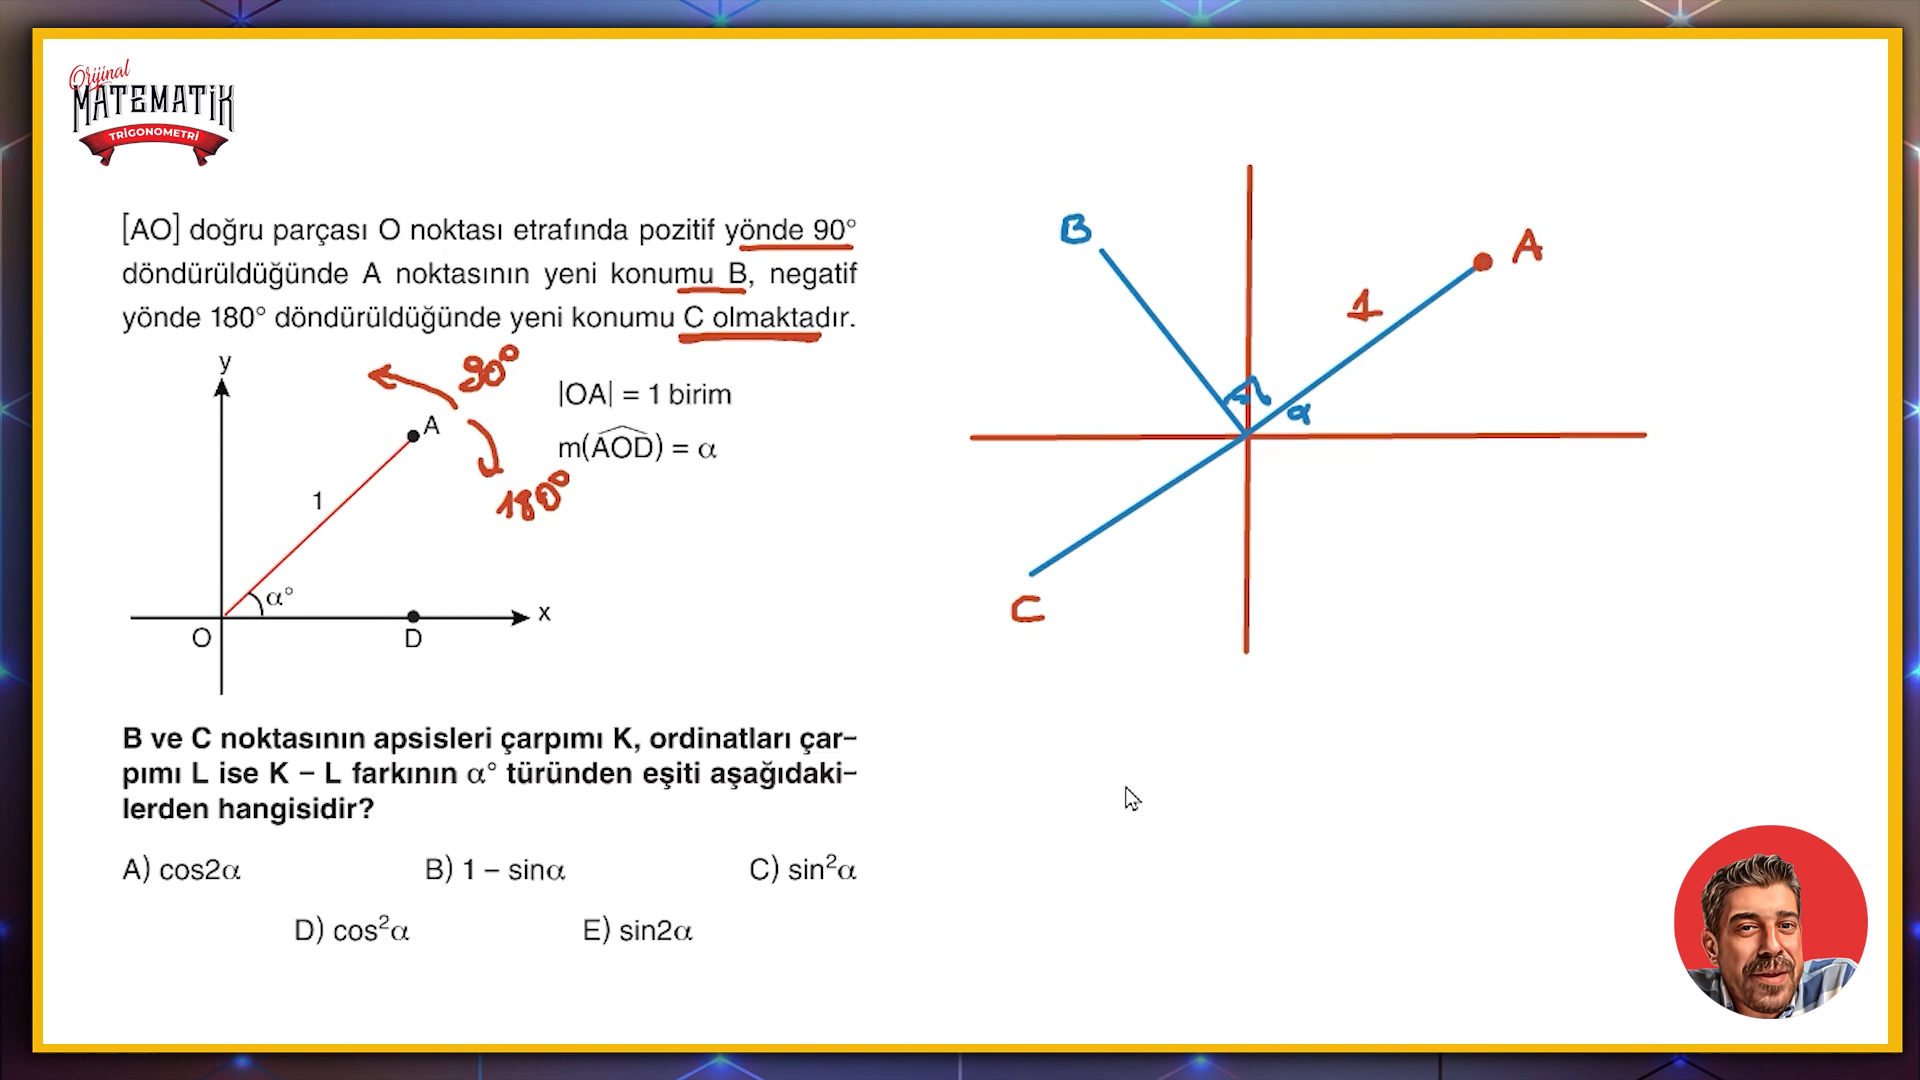 Orijinal
MATEMATİK
TRİGONOMETRİ
[AO] doğru parçası O noktası etrafında pozitif yönde 90°
döndürüldüğünde A noktasının yeni konumu B, negatif
yönde 180° döndürüldüğünde yeni konumu C olmaktadır.
y
90°
|OA| = 1 birim
A
m(AOD) = α
180°
1
α°
x
O
D
B
A
1
α
C
B ve C noktasının apsisleri çarpımı K, ordinatları çar-
pımı L ise K – L farkının α° türünden eşiti aşağıdaki-
lerden hangisidir?
A) cos2α
B) 1 – sinα
C) sin²α
D) cos²α
E) sin2α